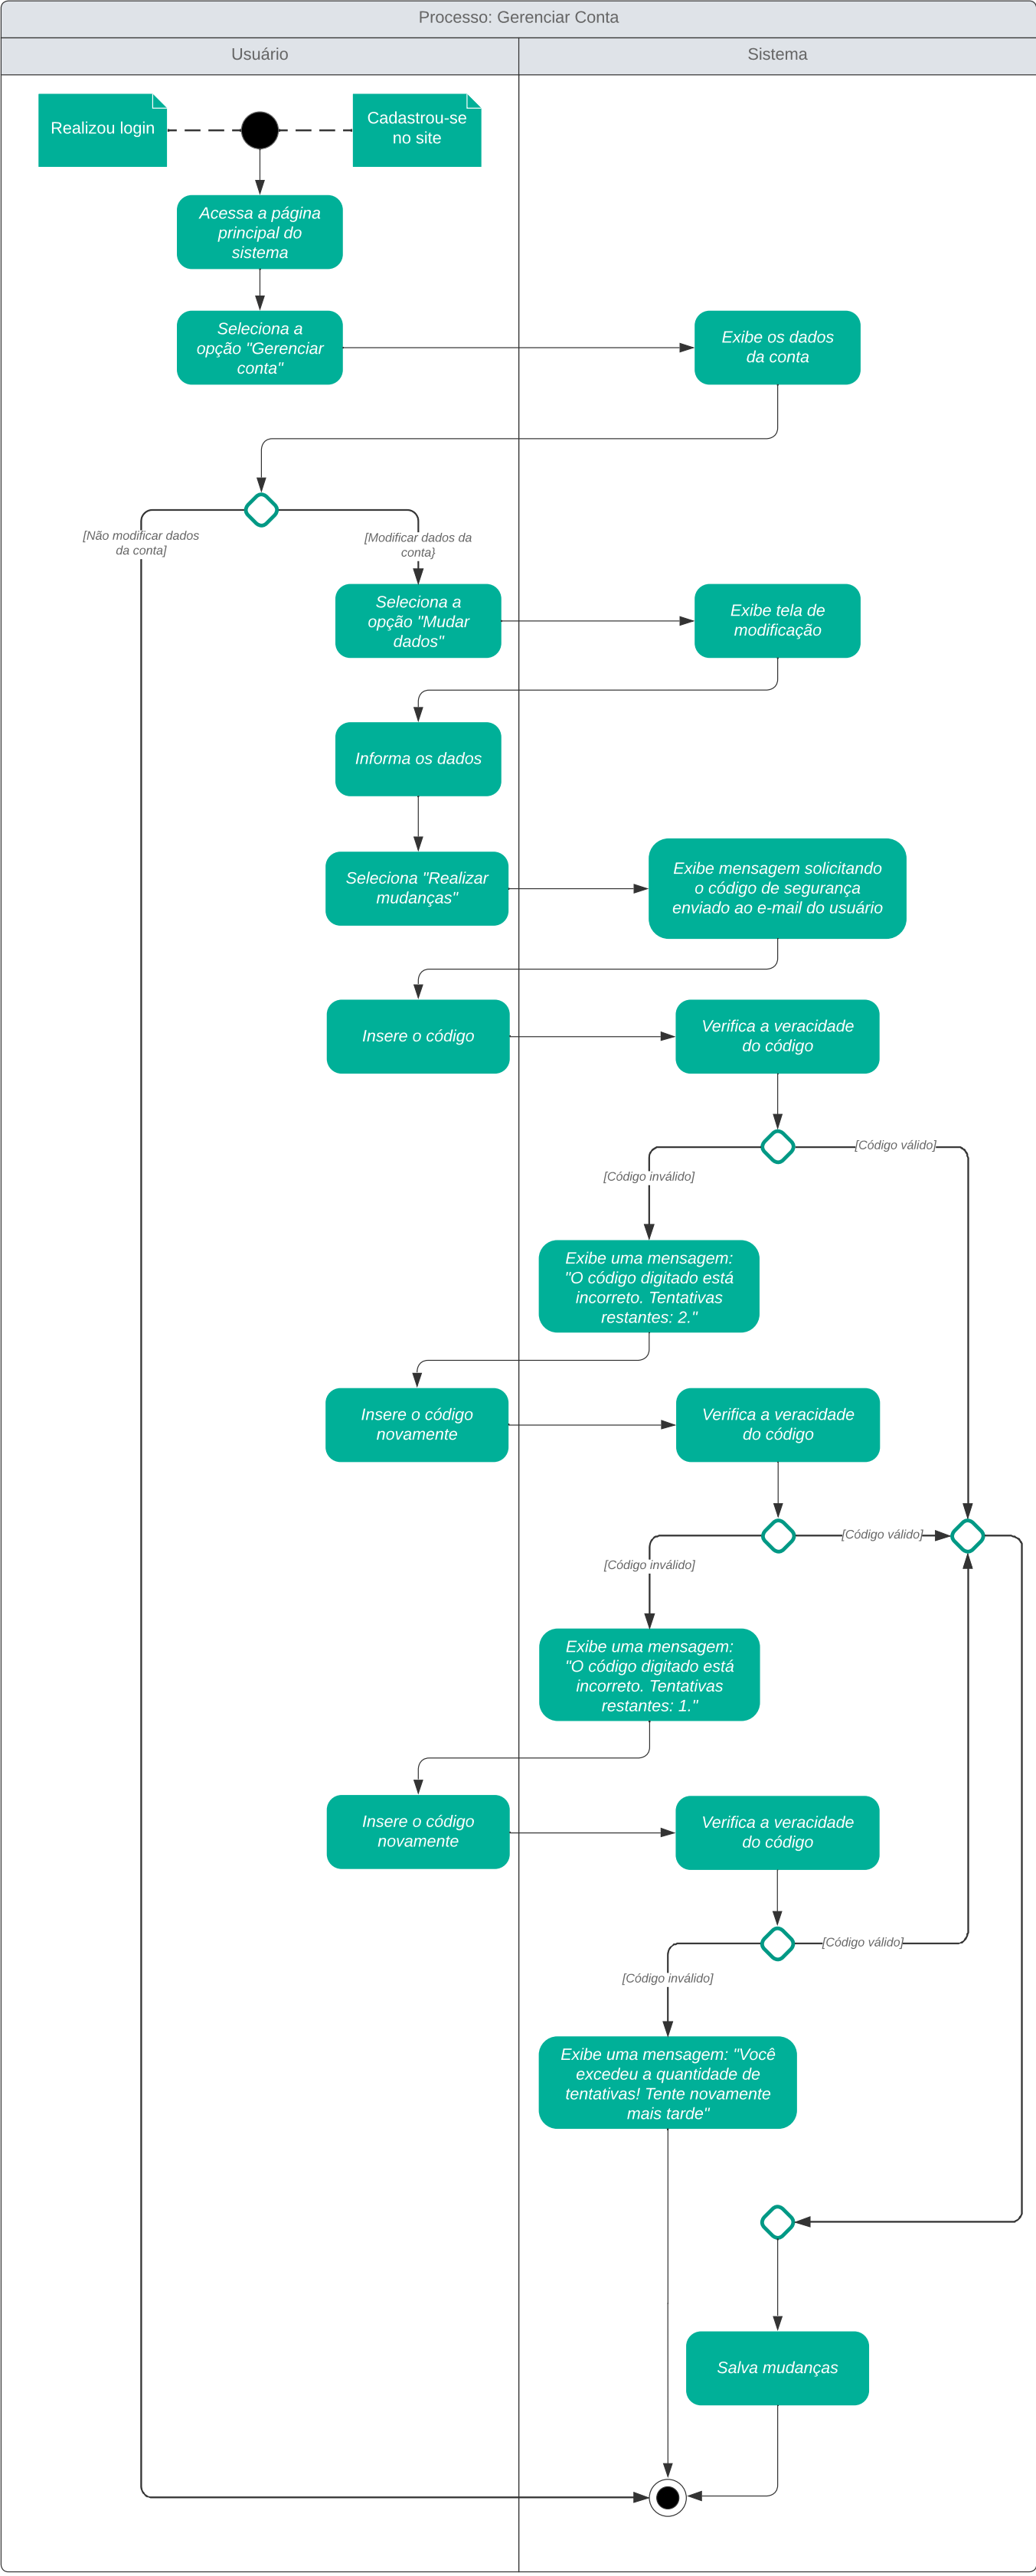 Processo: Gerenciar Conta
Usuário
Sistema
Realizou login
Cadastrou-se
no site
Acessa a página
principal do
sistema
Seleciona a
opção "Gerenciar
conta"
Exibe os dados
da conta
[Não modificar dados
da conta]
[Modificar dados da
conta}
Seleciona a
opção "Mudar
dados"
Exibe tela de
modificação
Informa os dados
Seleciona "Realizar
mudanças"
Exibe mensagem solicitando
o código de segurança
enviado ao e-mail do usuário
Insere o código
Verifica a veracidade
do código
[Código válido]
[Código inválido]
Exibe uma mensagem:
"O código digitado está
incorreto. Tentativas
restantes: 2."
Insere o código
novamente
Verifica a veracidade
do código
[Código válido]
[Código inválido]
Exibe uma mensagem:
"O código digitado está
incorreto. Tentativas
restantes: 1."
Insere o código
novamente
Verifica a veracidade
do código
[Código válido]
[Código inválido]
Exibe uma mensagem: "Você
excedeu a quantidade de
tentativas! Tente novamente
mais tarde"
Salva mudanças